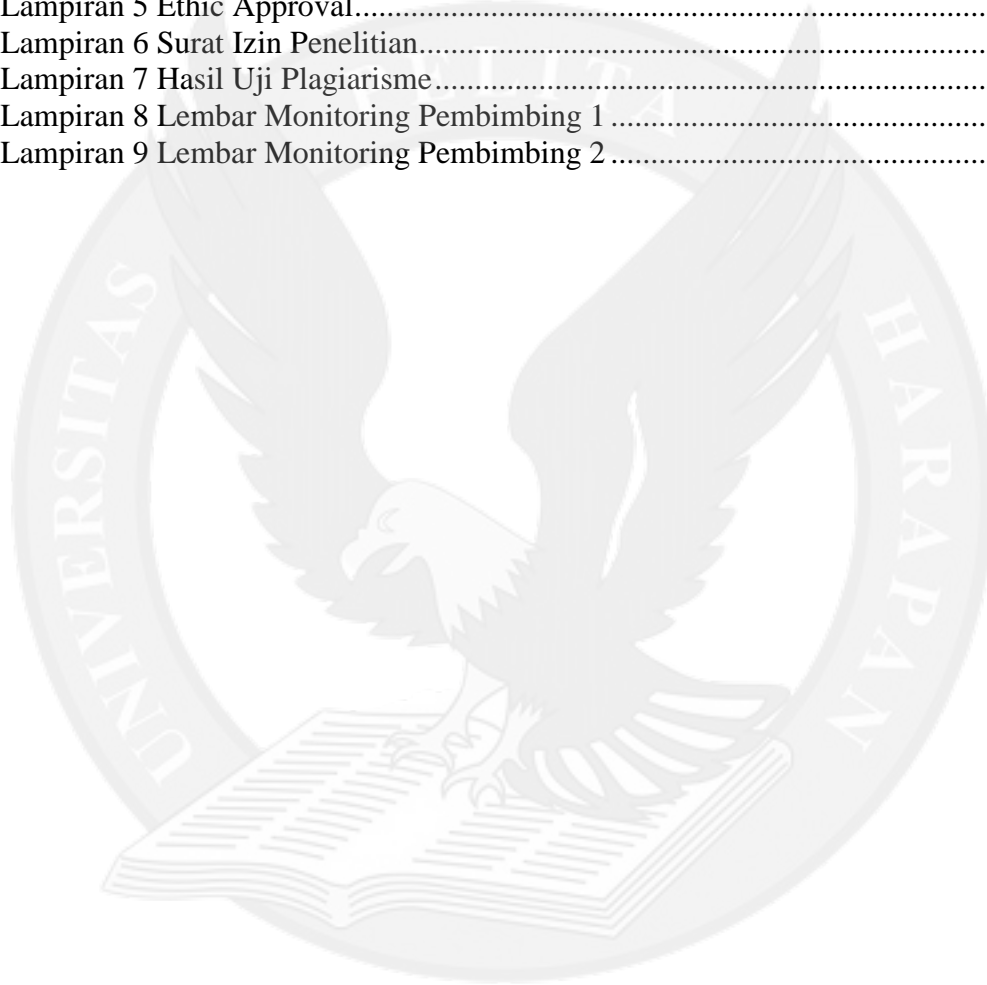 Lampiran 5 Ethic Approval..........................................................................................
Lampiran 6 Surat Izin Penelitian................................................................................
Lampiran 7 Hasil Uji Plagiarisme..............................................................................
Lampiran 8 Lembar Monitoring Pembimbing 1.....................................................
Lampiran 9 Lembar Monitoring Pembimbing 2.....................................................
UNIVERSITAS PELITA HARAPAN